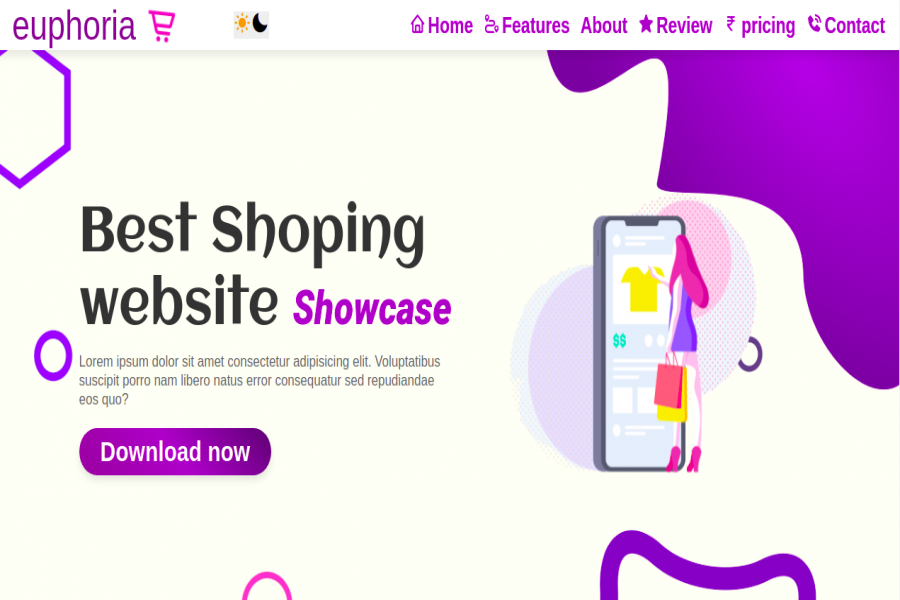 euphoria
Home Features About Review ₹ pricing Contact
Best Shoping
website Showcase
Lorem ipsum dolor sit amet consectetur adipisicing elit. Voluptatibus
suscipit porro nam libero natus error consequatur sed repudiandae
eos quo?
Download now
$$